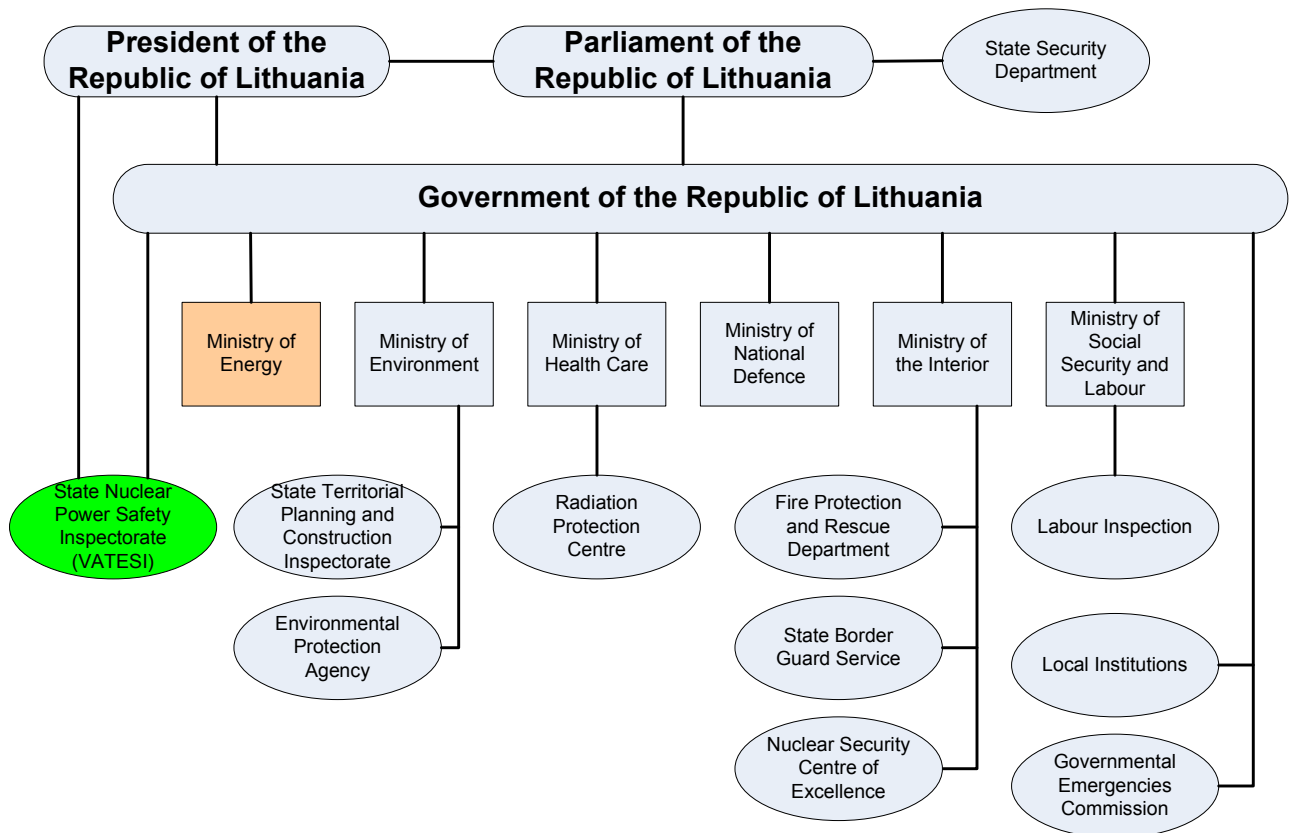 President of the
Republic of Lithuania
Parliament of the
Republic of Lithuania
State Security
Department
Government of the Republic of Lithuania
Ministry of
Energy
Ministry of
Environment
Ministry of
Health Care
Ministry of
National
Defence
Ministry of
the Interior
Ministry of
Social
Security and
Labour
State Nuclear
Power Safety
Inspectorate
(VATESI)
State Territorial
Planning and
Construction
Inspectorate
Radiation
Protection
Centre
Fire Protection
and Rescue
Department
Labour Inspection
Environmental
Protection
Agency
State Border
Guard Service
Local Institutions
Nuclear Security
Centre of
Excellence
Governmental
Emergencies
Commission